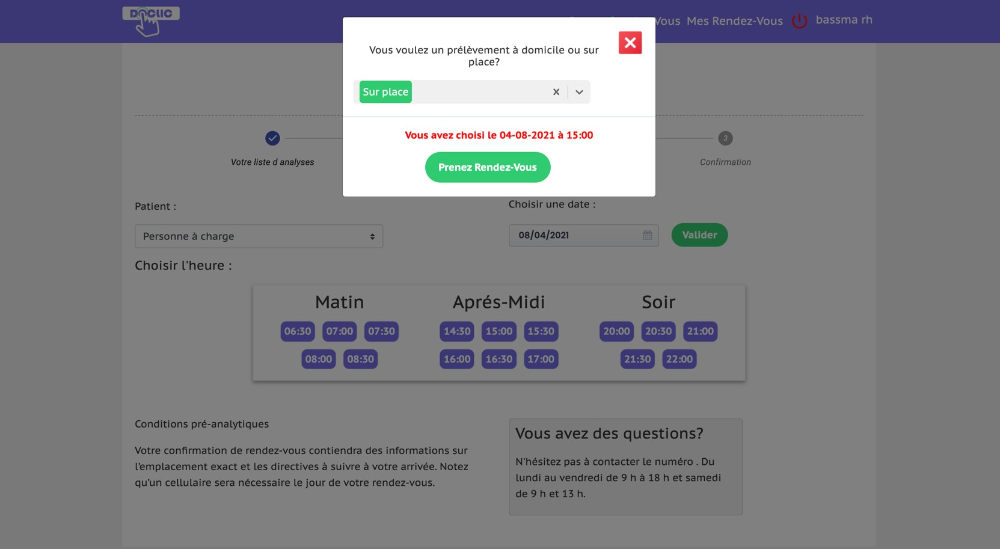 DOCLIC
Vous
Mes Rendez-Vous
bassma rh
Vous voulez un prélèvement à domicile ou sur
place?
Sur place
Vous avez choisi le 04-08-2021 à 15:00
Prenez Rendez-Vous
Votre liste d analyses
3
Confirmation
Patient :
Personne à charge
Choisir une date :
08/04/2021
Valider
Choisir l'heure :
Matin
06:30 07:00 07:30
08:00 08:30
Aprés-Midi
14:30 15:00 15:30
16:00 16:30 17:00
Soir
20:00 20:30 21:00
21:30 22:00
Conditions pré-analytiques
Votre confirmation de rendez-vous contiendra des informations sur
l’emplacement exact et les directives à suivre à votre arrivée. Notez
qu’un cellulaire sera nécessaire le jour de votre rendez-vous.
Vous avez des questions?
N'hésitez pas à contacter le numéro . Du
lundi au vendredi de 9 h à 18 h et samedi
de 9 h et 13 h.